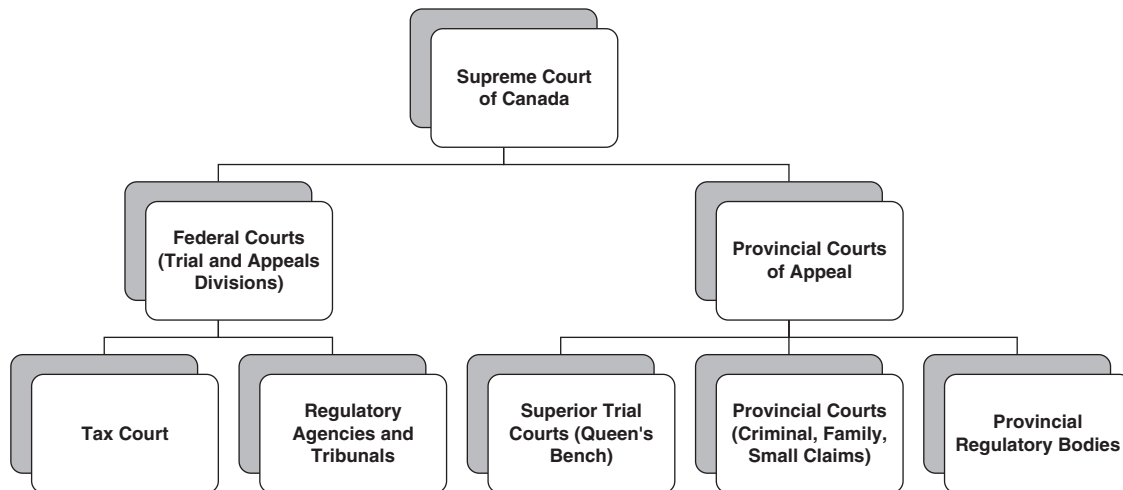 Supreme Court
of Canada
Federal Courts
(Trial and Appeals
Divisions)
Provincial Courts
of Appeal
Tax Court
Regulatory
Agencies and
Tribunals
Superior Trial
Courts (Queen's
Bench)
Provincial Courts
(Criminal, Family,
Small Claims)
Provincial
Regulatory Bodies